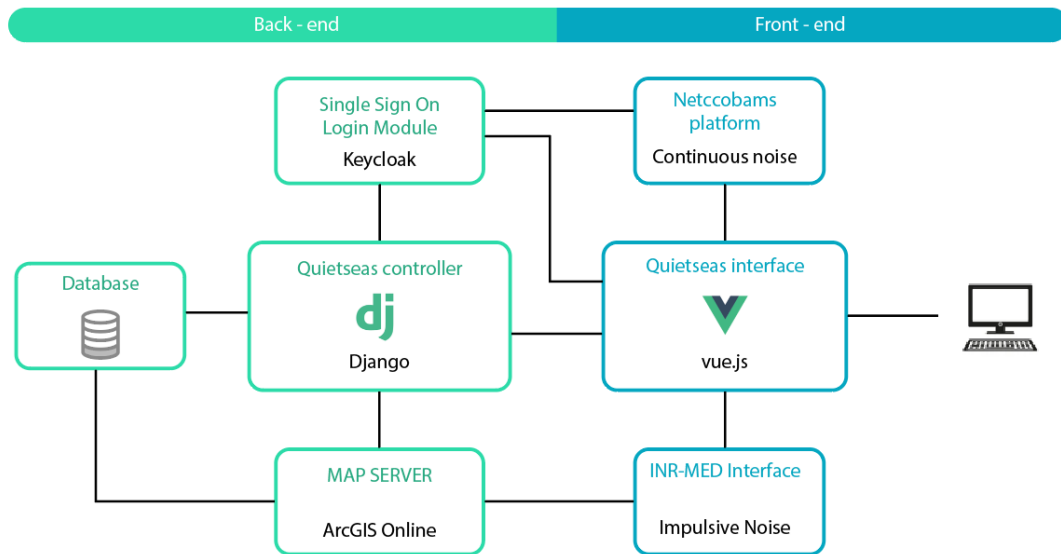 Back - end
Front - end
Single Sign On
Login Module
Keycloak
Netccobams
platform
Continuous noise
Database
Quietseas controller
dj
Django
Quietseas interface
vue.js
MAP SERVER
ArcGIS Online
INR-MED Interface
Impulsive Noise